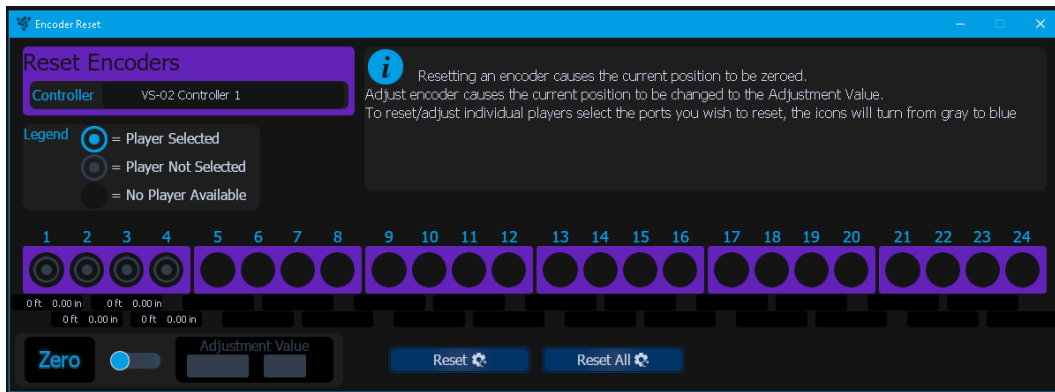 Encoder Reset
Reset Encoders
Controller VS-02 Controller 1
Resetting an encoder causes the current position to be zeroed.
Adjust encoder causes the current position to be changed to the Adjustment Value.
To reset/adjust individual players select the ports you wish to reset, the icons will turn from gray to blue
Legend = Player Selected
= Player Not Selected
= No Player Available
1 2 3 4 5 6 7 8 9 10 11 12 13 14 15 16 17 18 19 20 21 22 23 24
0 ft 0.00 in 0 ft 0.00 in
0 ft 0.00 in 0 ft 0.00 in
Zero
Adjustment Value
Reset
Reset All